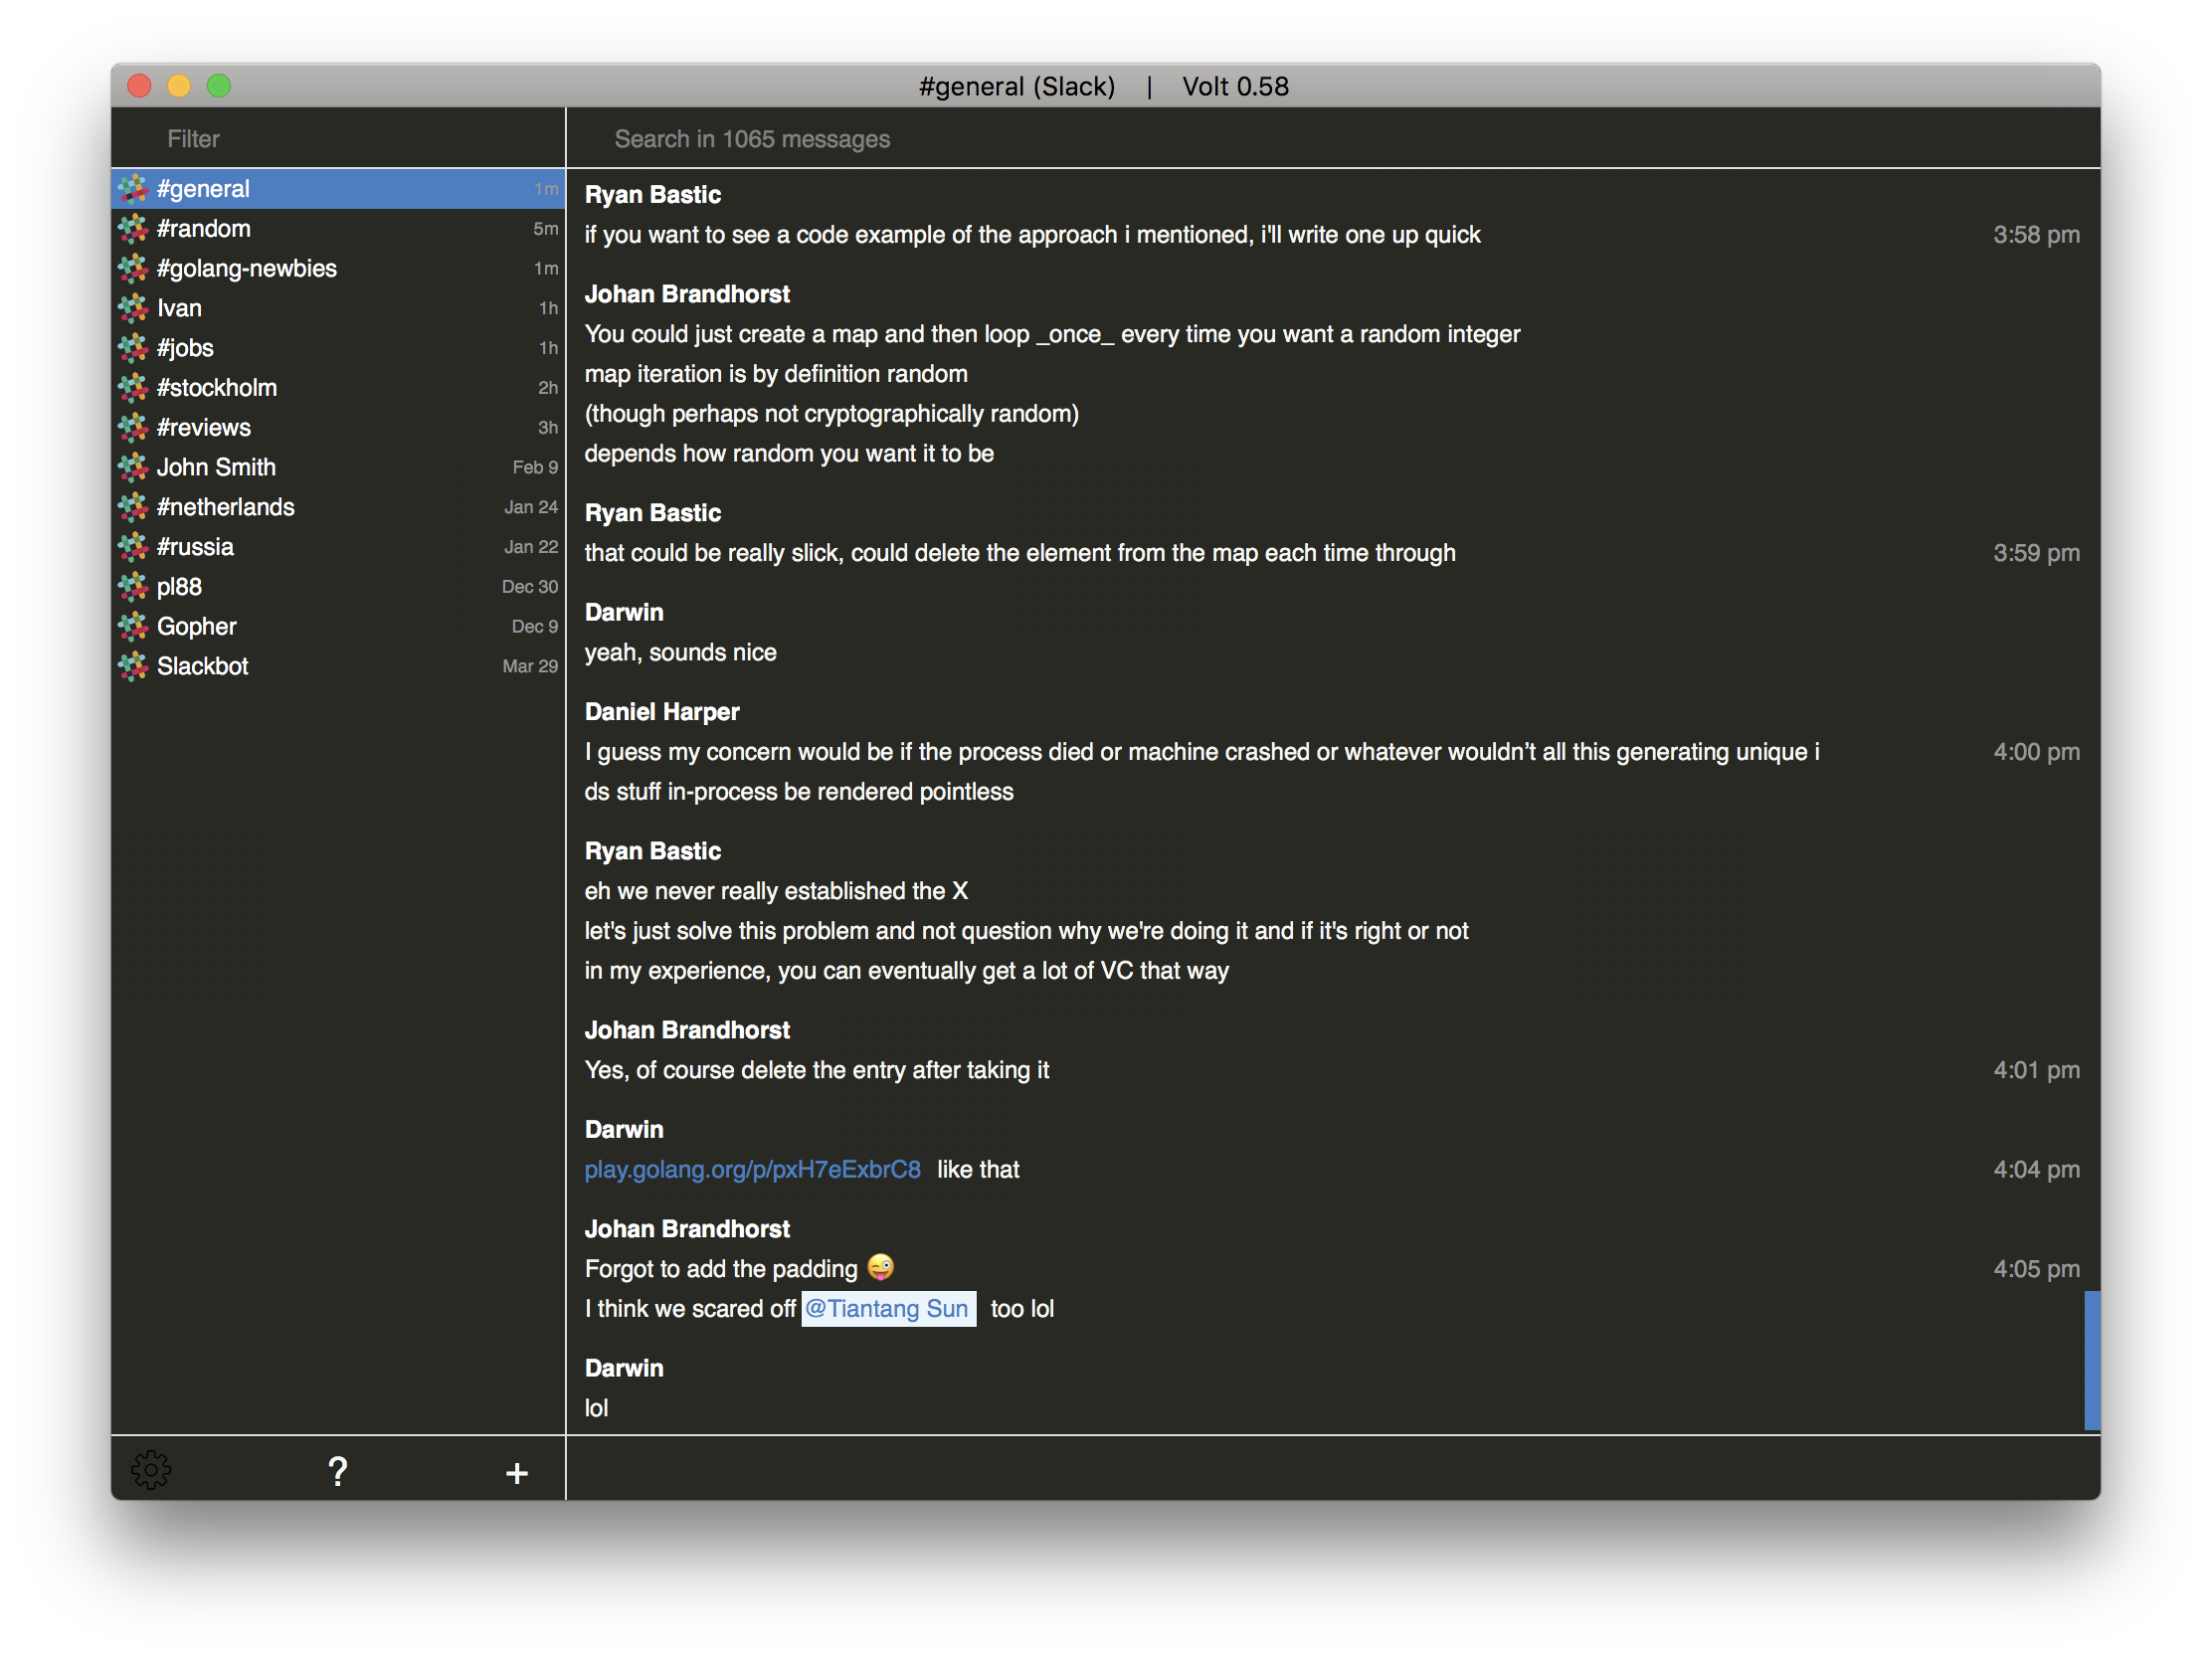 #general (Slack) | Volt 0.58
Filter
Search in 1065 messages
#general 1m
#random 5m
#golang-newbies 1m
Ivan 1h
#jobs 1h
#stockholm 2h
#reviews 3h
John Smith Feb 9
#netherlands Jan 24
#russia Jan 22
pl88 Dec 30
Gopher Dec 9
Slackbot Mar 29
Ryan Bastic
if you want to see a code example of the approach i mentioned, i'll write one up quick 3:58 pm
Johan Brandhorst
You could just create a map and then loop _once_ every time you want a random integer
map iteration is by definition random
(though perhaps not cryptographically random)
depends how random you want it to be
Ryan Bastic
that could be really slick, could delete the element from the map each time through 3:59 pm
Darwin
yeah, sounds nice
Daniel Harper
I guess my concern would be if the process died or machine crashed or whatever wouldn’t all this generating unique i 4:00 pm
ds stuff in-process be rendered pointless
Ryan Bastic
eh we never really established the X
let's just solve this problem and not question why we're doing it and if it's right or not
in my experience, you can eventually get a lot of VC that way
Johan Brandhorst
Yes, of course delete the entry after taking it 4:01 pm
Darwin
play.golang.org/p/pxH7eExbrC8 like that 4:04 pm
Johan Brandhorst
Forgot to add the padding 😜 4:05 pm
I think we scared off @Tiantang Sun too lol
Darwin
lol
? +